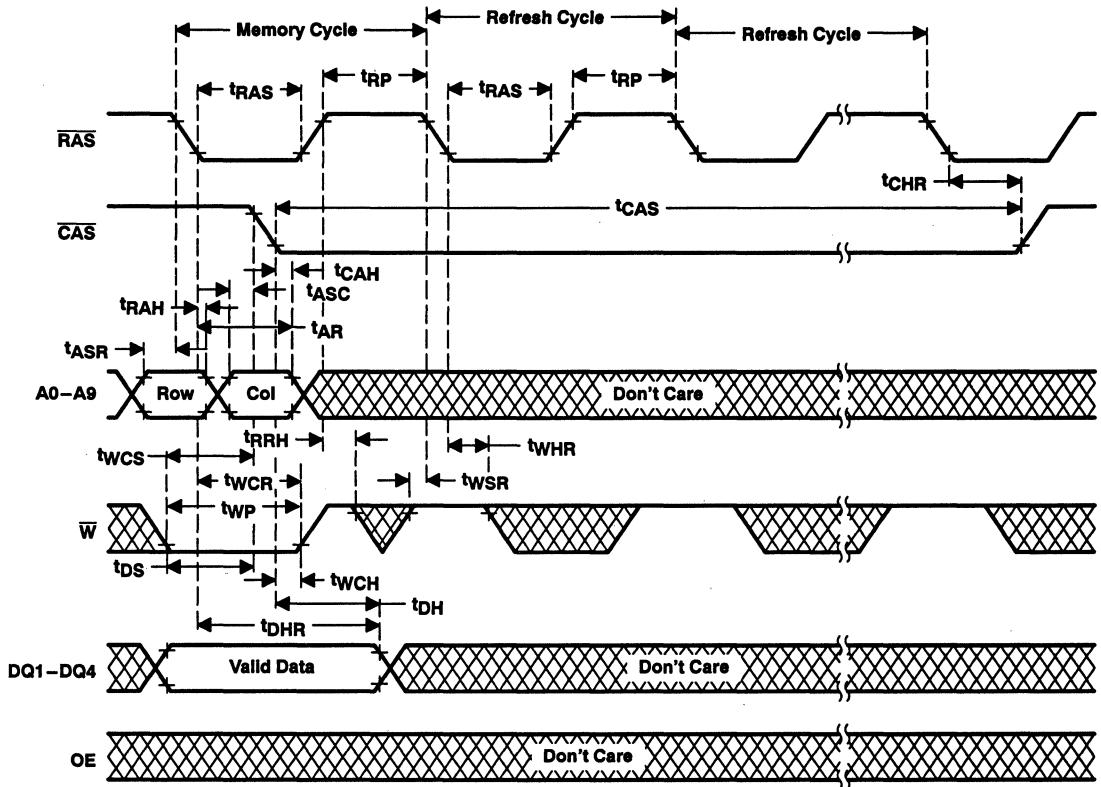 Refresh Cycle
Memory Cycle
Refresh Cycle
tRP
tRP
tRAS
tRAS
RAS
tCHR
tCAS
CAS
tCAH
tASC
tRAH
tAR
tASR
A0–A9
Row
Col
Don't Care
tRRH
tWHR
tWCS
tWCR
tWSR
tWP
W
tDS
tWCH
tDH
tDHR
DQ1–DQ4
Valid Data
Don't Care
OE
Don't Care